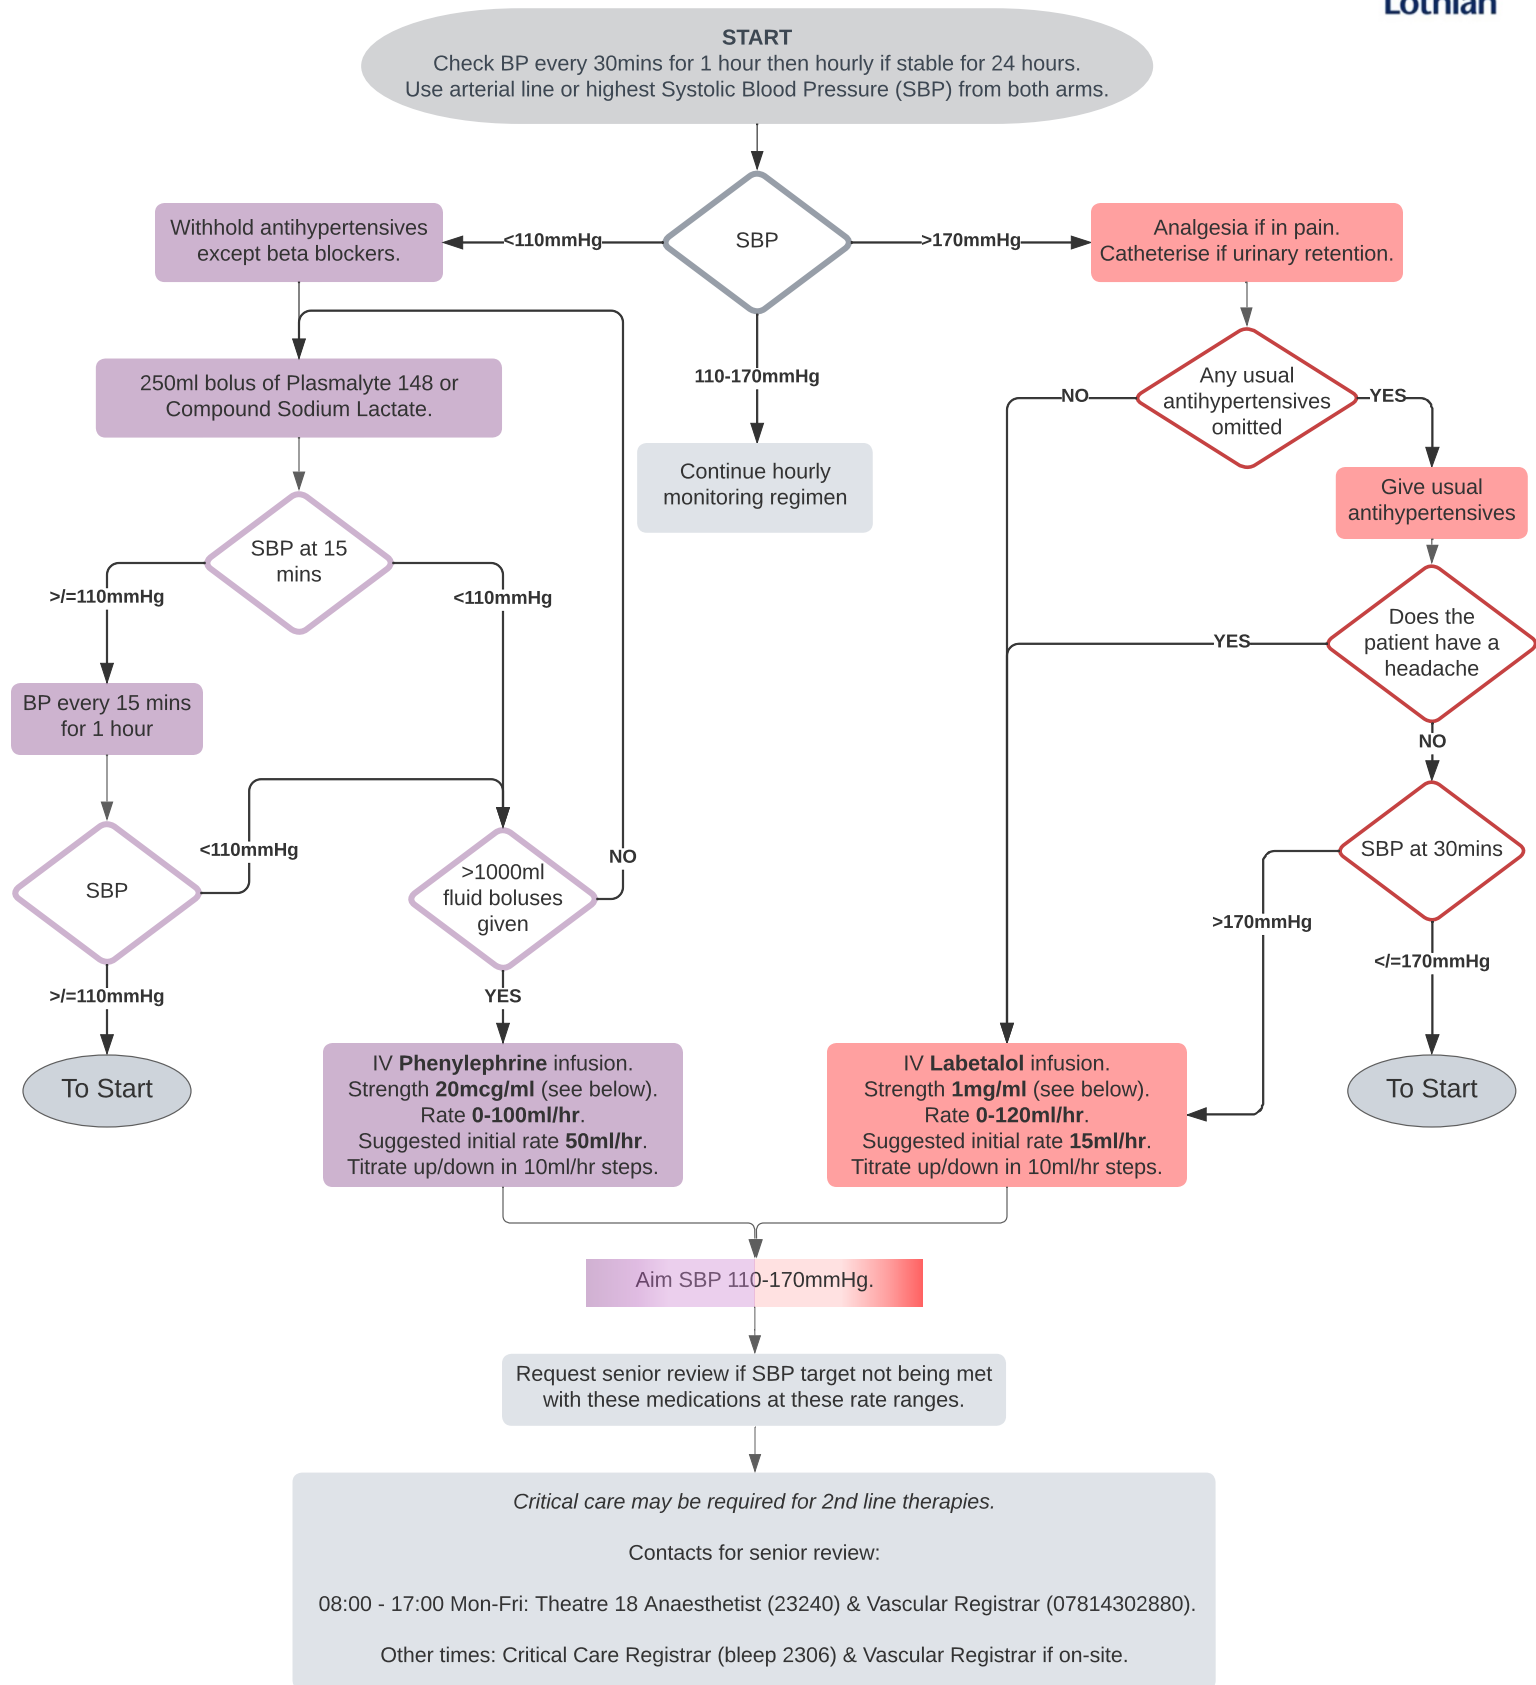 Lothian
START
Check BP every 30mins for 1 hour then hourly if stable for 24 hours.
Use arterial line or highest Systolic Blood Pressure (SBP) from both arms.
Withhold antihypertensives
except beta blockers.
<110mmHg
SBP
>170mmHg
Analgesia if in pain.
Catheterise if urinary retention.
110-170mmHg
Continue hourly
monitoring regimen
250ml bolus of Plasmalyte 148 or
Compound Sodium Lactate.
SBP at 15
mins
>/=110mmHg
<110mmHg
BP every 15 mins
for 1 hour
SBP
<110mmHg
>/=110mmHg
To Start
>1000ml
fluid boluses
given
NO
YES
IV Phenylephrine infusion.
Strength 20mcg/ml (see below).
Rate 0-100ml/hr.
Suggested initial rate 50ml/hr.
Titrate up/down in 10ml/hr steps.
Any usual
antihypertensives
omitted
NO
YES
Give usual
antihypertensives
Does the
patient have a
headache
YES
NO
SBP at 30mins
>170mmHg
</=170mmHg
To Start
IV Labetalol infusion.
Strength 1mg/ml (see below).
Rate 0-120ml/hr.
Suggested initial rate 15ml/hr.
Titrate up/down in 10ml/hr steps.
Aim SBP 110-170mmHg.
Request senior review if SBP target not being met
with these medications at these rate ranges.
Critical care may be required for 2nd line therapies.
Contacts for senior review:
08:00 - 17:00 Mon-Fri: Theatre 18 Anaesthetist (23240) & Vascular Registrar (07814302880).
Other times: Critical Care Registrar (bleep 2306) & Vascular Registrar if on-site.